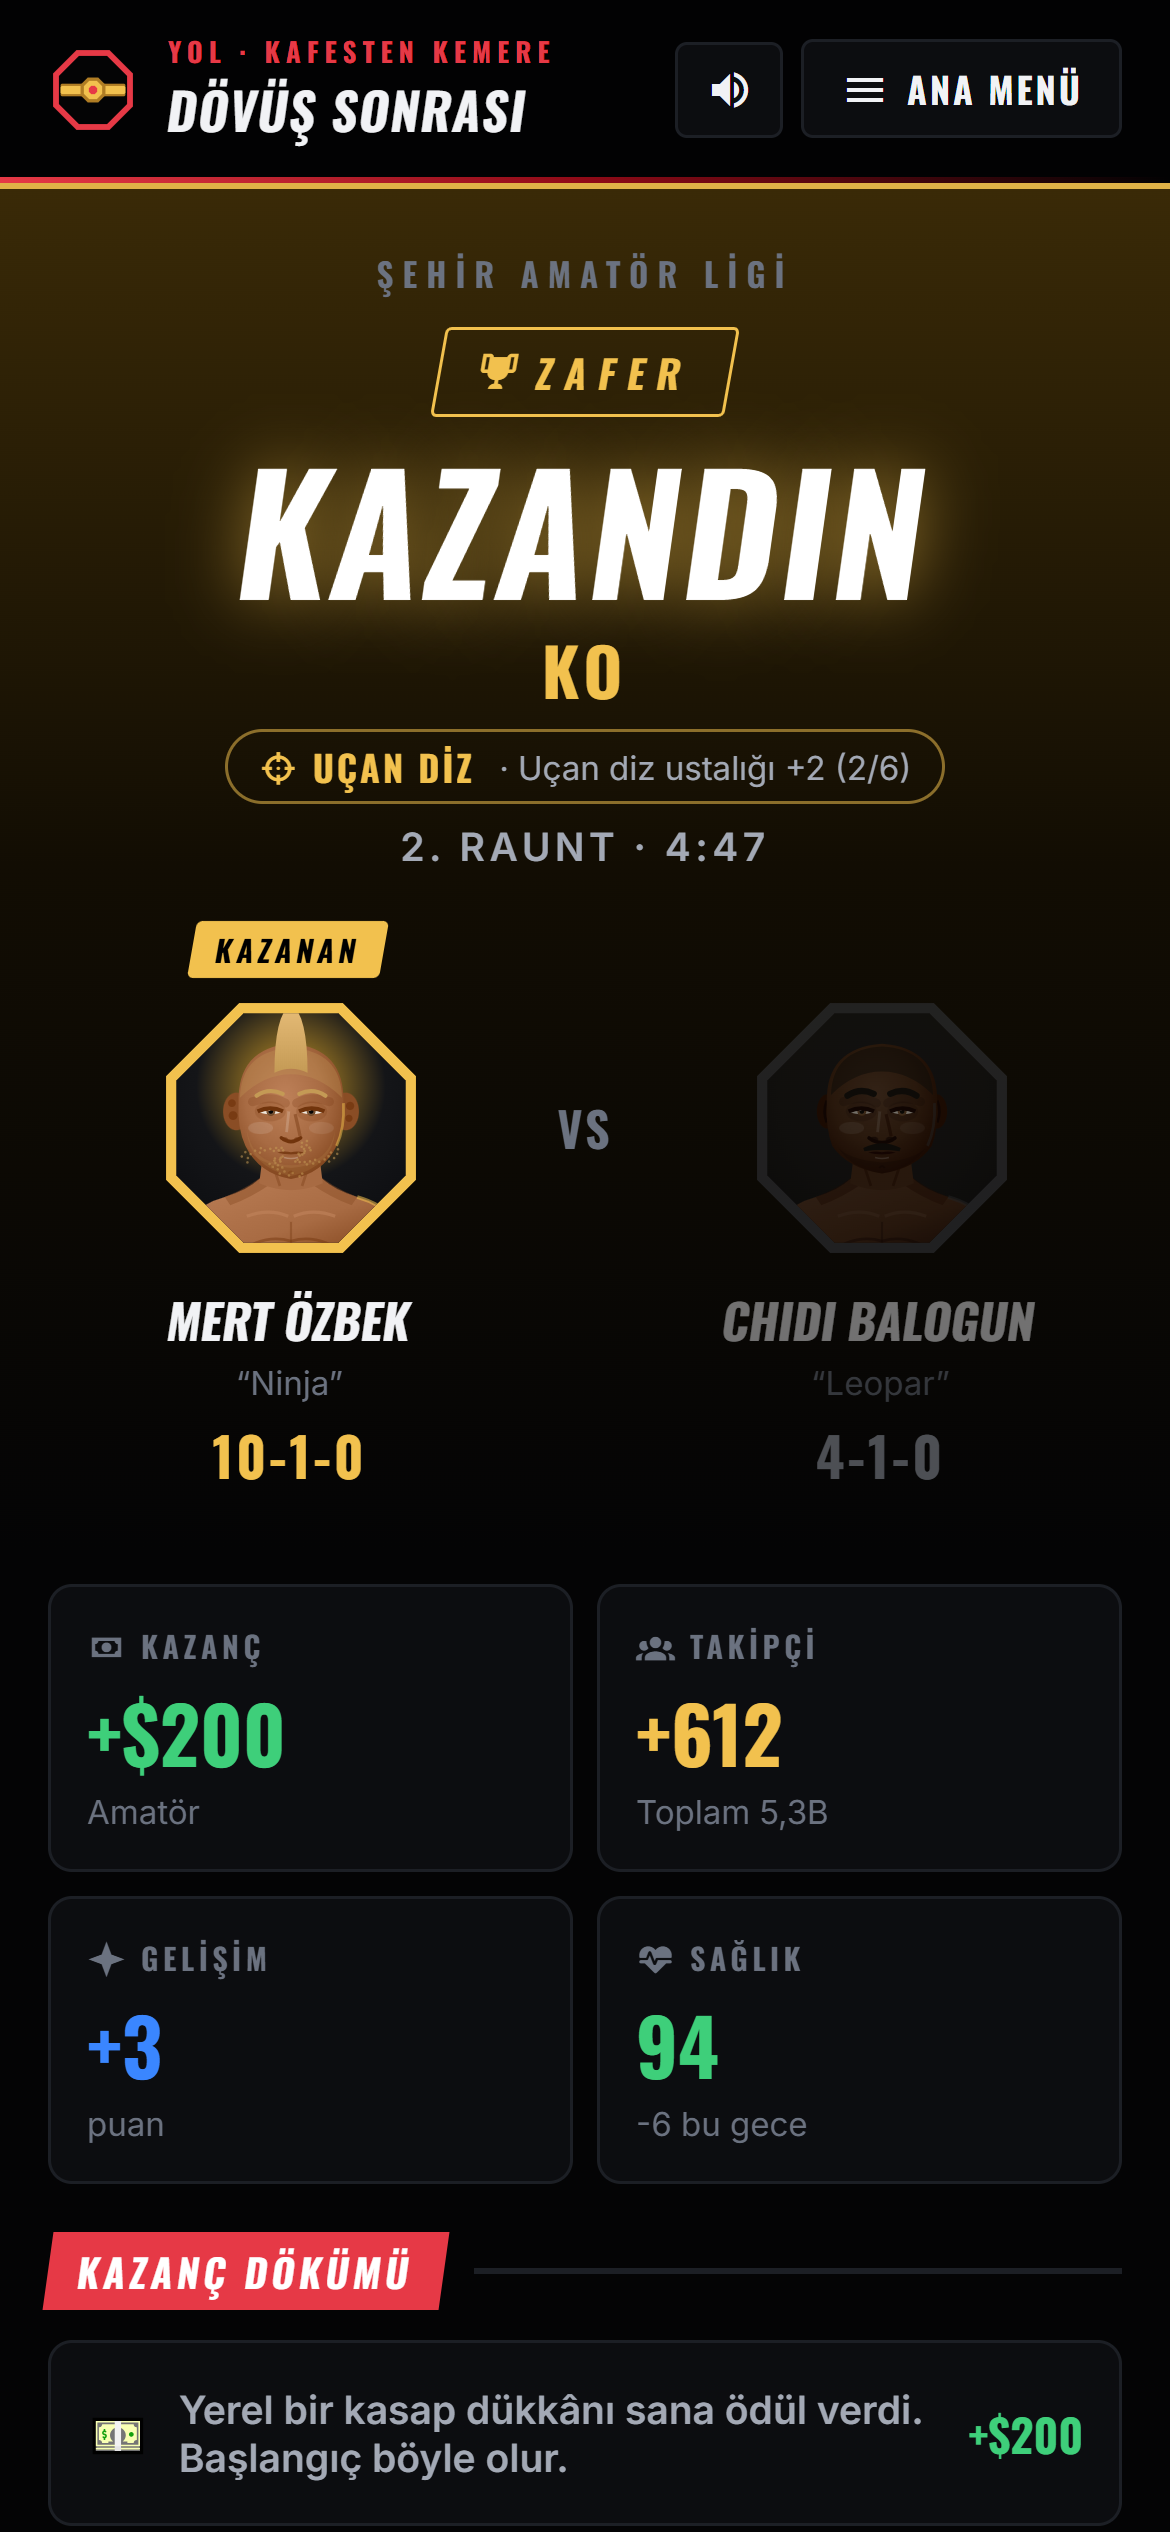 YOL · KAFESTEN KEMERE
DÖVÜŞ SONRASI
ANA MENÜ
ŞEHİR AMATÖR LİGİ
ZAFER
KAZANDIN
KO
UÇAN DİZ · Uçan diz ustalığı +2 (2/6)
2. RAUNT · 4:47
KAZANAN
VS
MERT ÖZBEK
“Ninja”
10-1-0
CHIDI BALOGUN
“Leopar”
4-1-0
KAZANÇ
+$200
Amatör
TAKİPÇİ
+612
Toplam 5,3B
GELİŞİM
+3
puan
SAĞLIK
94
-6 bu gece
KAZANÇ DÖKÜMÜ
Yerel bir kasap dükkânı sana ödül verdi.
Başlangıç böyle olur.
+$200